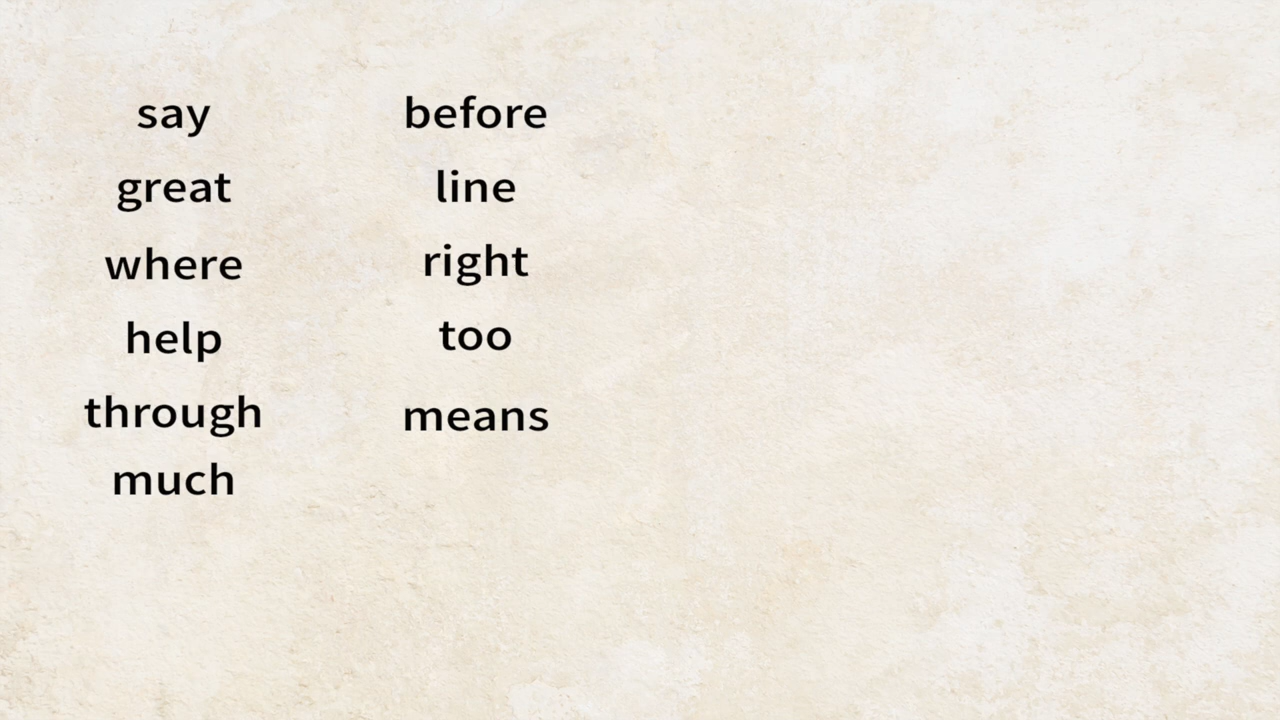 say
great
where
help
through
much
before
line
right
too
means